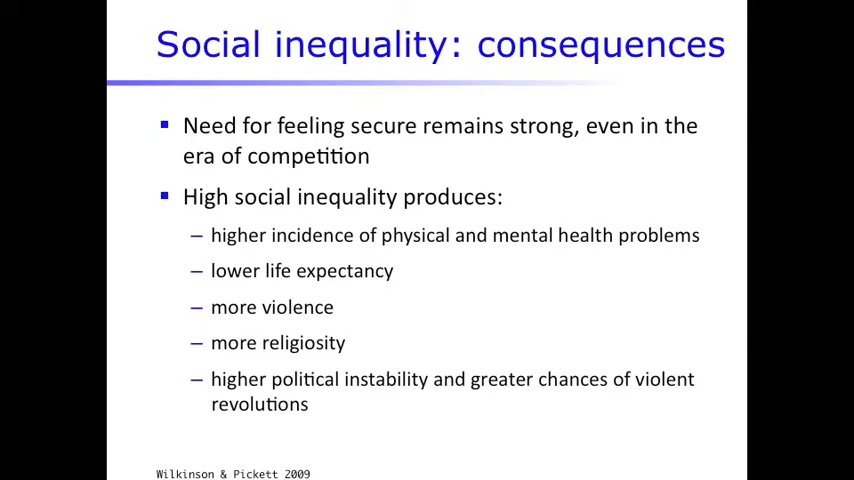 Social inequality: consequences
Need for feeling secure remains strong, even in the
era of competition
High social inequality produces:
– higher incidence of physical and mental health problems
– lower life expectancy
– more violence
– more religiosity
– higher political instability and greater chances of violent
revolutions
Wilkinson & Pickett 2009